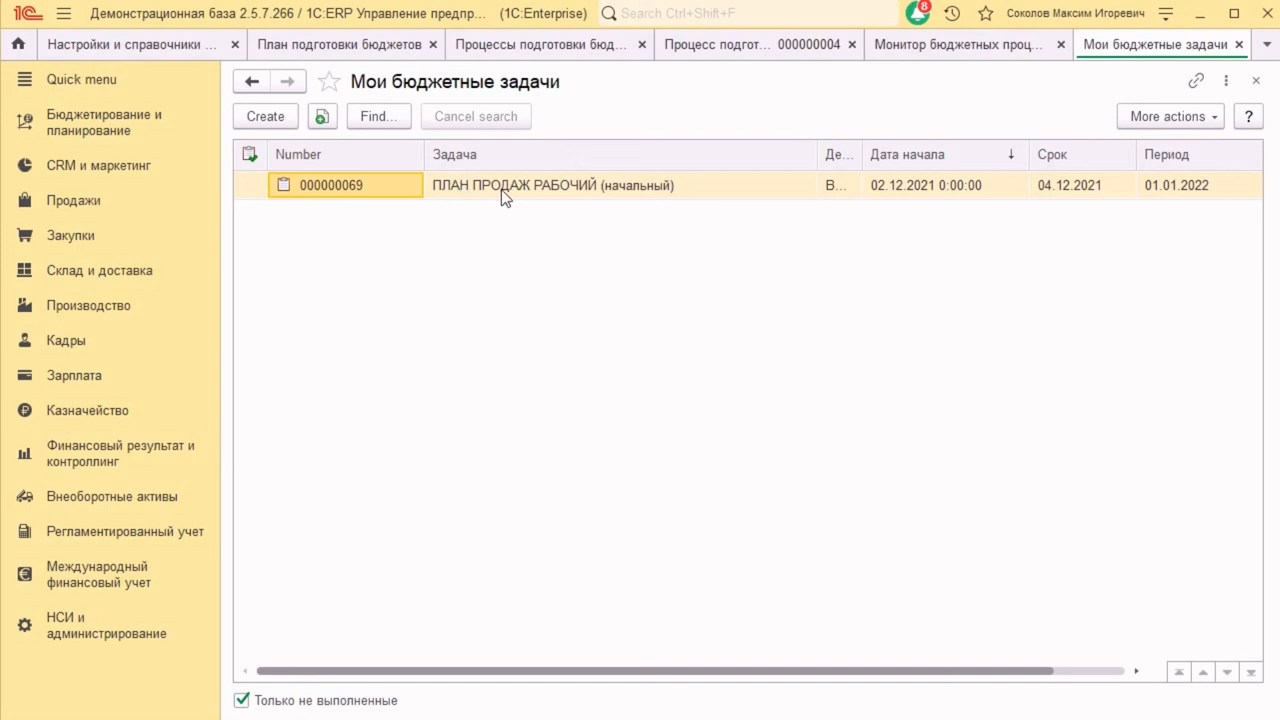 1С Демонстрационная база 2.5.7.266 / 1С:ERP Управление предпр... (1C:Enterprise) Search Ctrl+Shift+F 8 Соколов Максим Игоревич
Настройки и справочники ... План подготовки бюджетов Процессы подготовки бюд... Процесс подгот... 000000004 Монитор бюджетных проц... Мои бюджетные задачи
Quick menu
Бюджетирование и
планирование
CRM и маркетинг
Продажи
Закупки
Склад и доставка
Производство
Кадры
Зарплата
Казначейство
Финансовый результат и
контроллинг
Внеоборотные активы
Регламентированный учет
Международный
финансовый учет
НСИ и
администрирование
Мои бюджетные задачи
Create Find... Cancel search More actions ?
Number Задача Де... Дата начала ↓ Срок Период
000000069 ПЛАН ПРОДАЖ РАБОЧИЙ (начальный) В... 02.12.2021 0:00:00 04.12.2021 01.01.2022
Только не выполненные